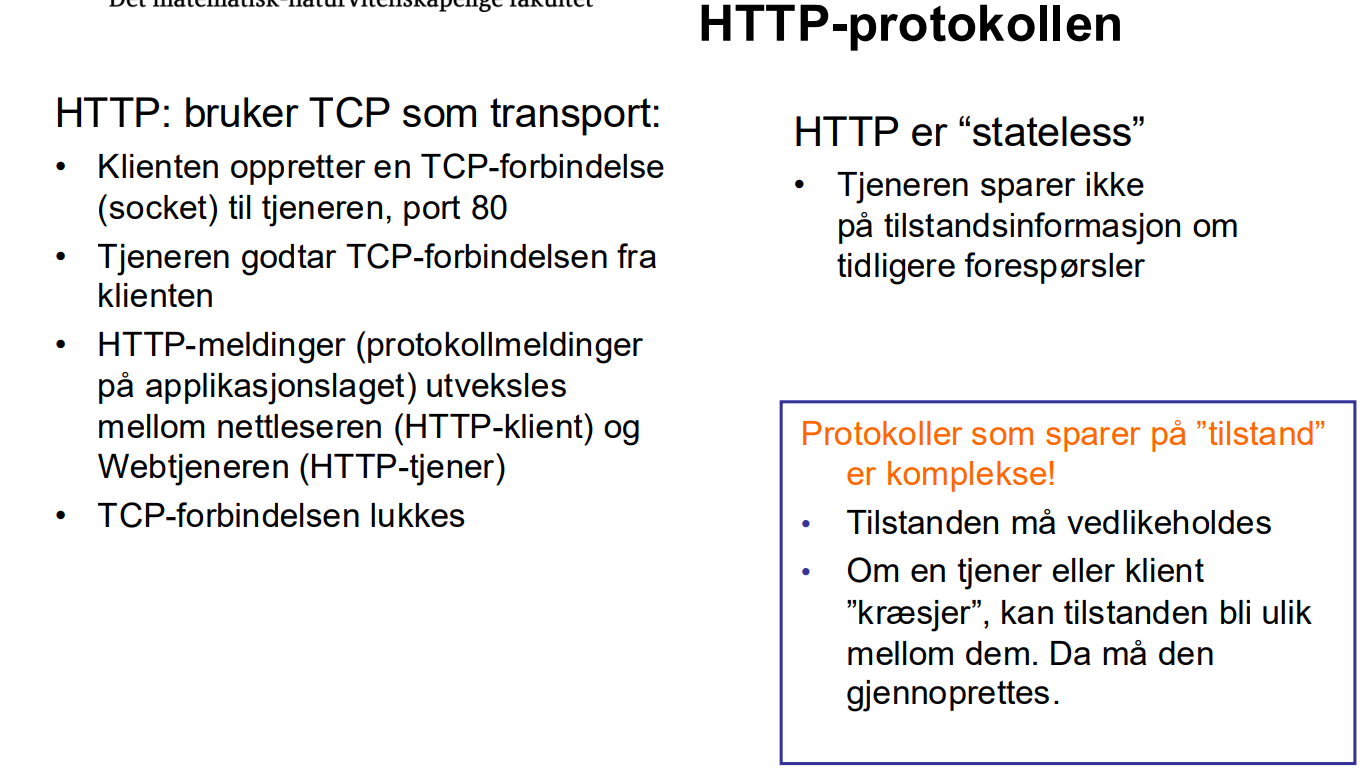 Det matematisk-naturvitenskapelige fakultet
HTTP-protokollen
HTTP: bruker TCP som transport:
• Klienten oppretter en TCP-forbindelse
(socket) til tjeneren, port 80
• Tjeneren godtar TCP-forbindelsen fra
klienten
• HTTP-meldinger (protokollmeldinger
på applikasjonslaget) utveksles
mellom nettleseren (HTTP-klient) og
Webtjeneren (HTTP-tjener)
• TCP-forbindelsen lukkes
HTTP er “stateless”
• Tjeneren sparer ikke
på tilstandsinformasjon om
tidligere forespørsler
Protokoller som sparer på ”tilstand”
er komplekse!
• Tilstanden må vedlikeholdes
• Om en tjener eller klient
”kræsjer”, kan tilstanden bli ulik
mellom dem. Da må den
gjennoprettes.